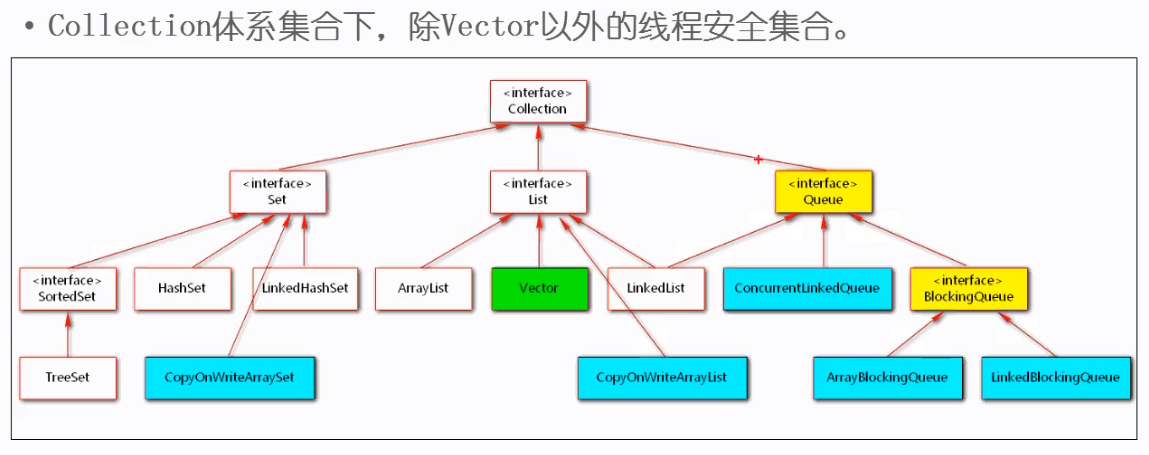 • Collection体系集合下，除Vector以外的线程安全集合。
<interface>
Collection
<interface>
Set
<interface>
List
<interface>
Queue
<interface>
SortedSet
HashSet
LinkedHashSet
ArrayList
Vector
LinkedList
ConcurrentLinkedQueue
<interface>
BlockingQueue
TreeSet
CopyOnWriteArraySet
CopyOnWriteArrayList
ArrayBlockingQueue
LinkedBlockingQueue